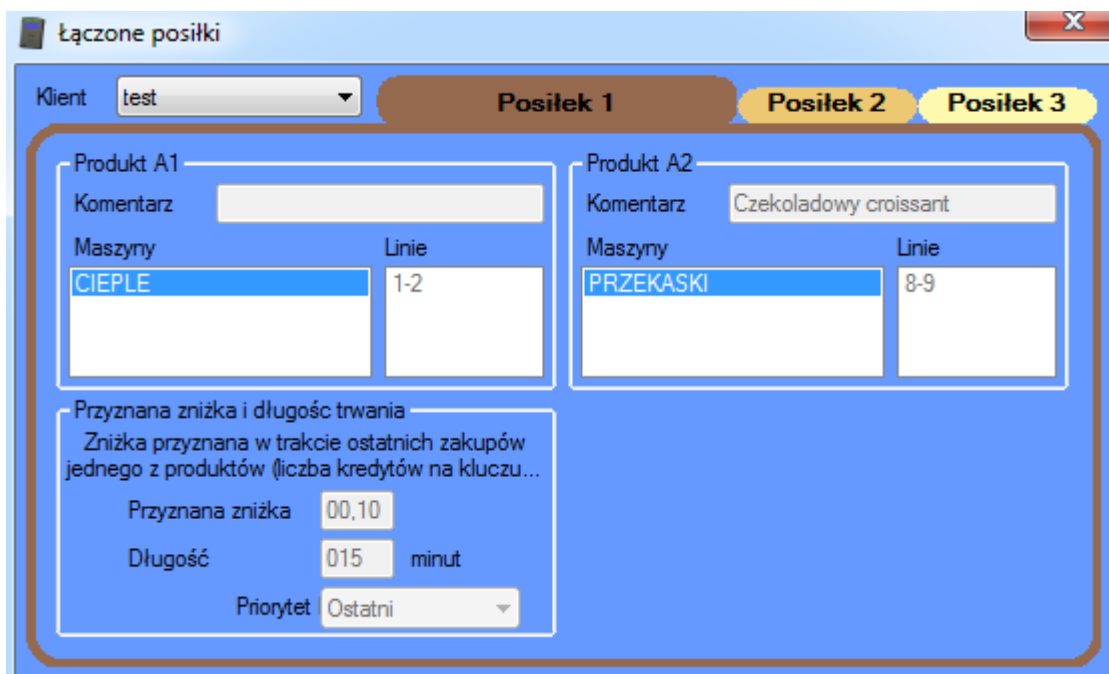 Łączone posiłki
Klient test Posiłek 1 Posiłek 2 Posiłek 3
Produkt A1
Komentarz
Maszyny Linie
CIEPLE 1-2
Produkt A2
Komentarz Czekoladowy croissant
Maszyny Linie
PRZEKASKI 8-9
Przyznana zniżka i długośc trwania
Zniżka przyznana w trakcie ostatnich zakupów
jednego z produktów (liczba kredytów na kluczu...
Przyznana zniżka 00,10
Długość 015 minut
Priorytet Ostatni